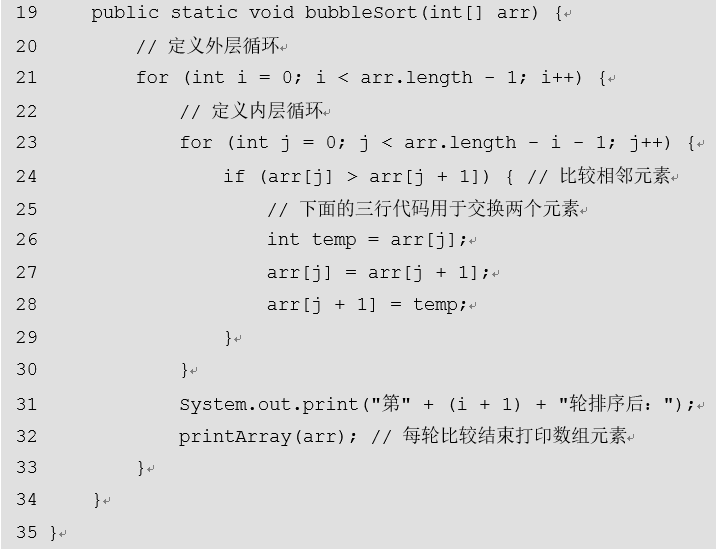 19     public static void bubbleSort(int[] arr) {↵
20         // 定义外层循环↵
21         for (int i = 0; i < arr.length - 1; i++) {↵
22             // 定义内层循环↵
23             for (int j = 0; j < arr.length - i - 1; j++) {↵
24                 if (arr[j] > arr[j + 1]) { // 比较相邻元素↵
25                     // 下面的三行代码用于交换两个元素↵
26                     int temp = arr[j];↵
27                     arr[j] = arr[j + 1];↵
28                     arr[j + 1] = temp;↵
29                 }↵
30             }↵
31             System.out.print("第" + (i + 1) + "轮排序后：");↵
32             printArray(arr); // 每轮比较结束打印数组元素↵
33         }↵
34     }↵
35 }↵